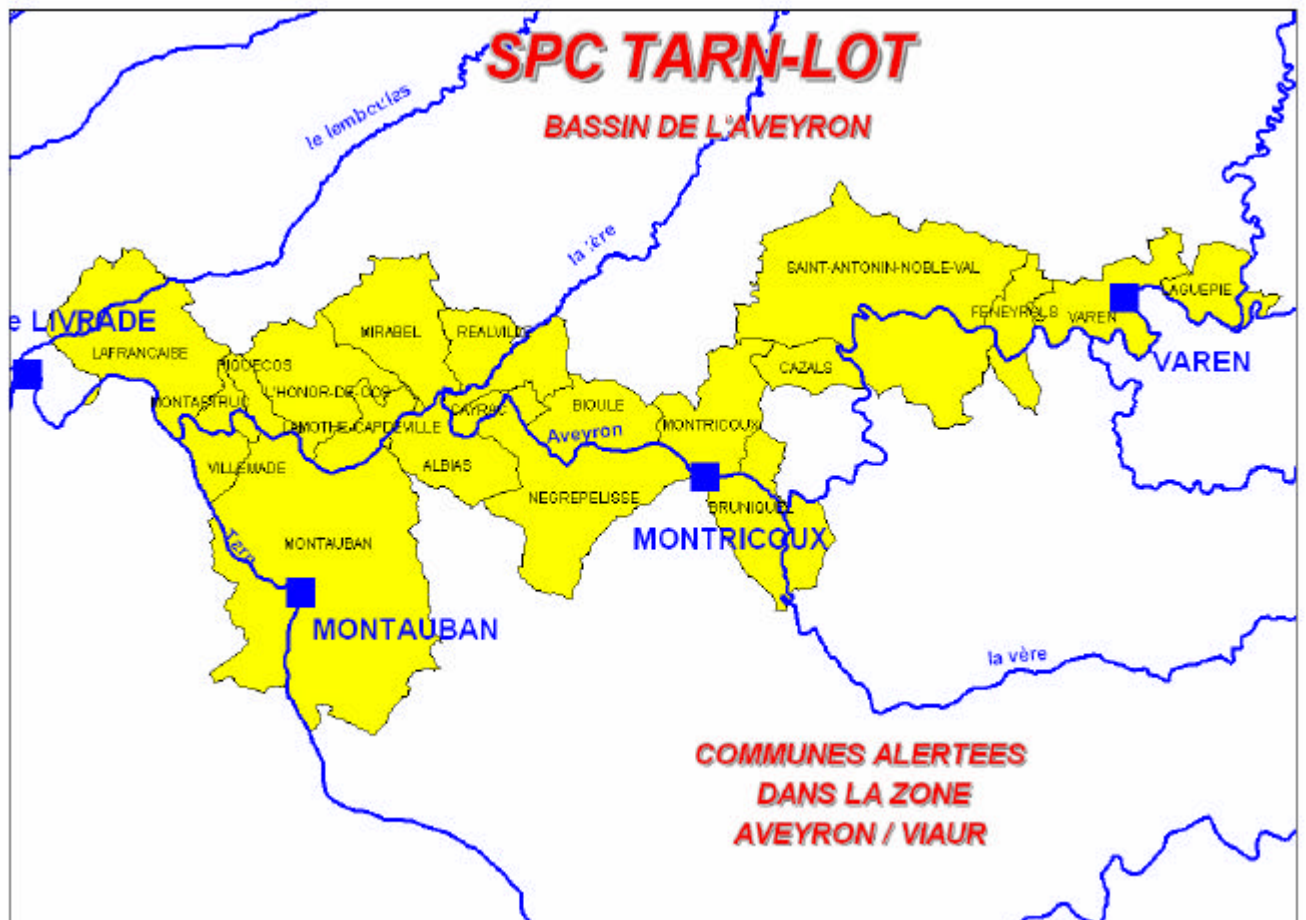 SPC TARN-LOT
BASSIN DE L'AVEYRON
le lemboulas
la lère
SAINT-ANTONIN-NOBLE-VAL
LAGUEPIE
FENEYROLS
VAREN
VAREN
e LIVRADE
MIRABEL
REALVILLE
LAFRANCAISE
PIQUECOS
CAZALS
L'HONOR-DE-COS
MONTASTRUC
CAYRAC
BIOULE
LAMOTHE-CAPDEVILLE
Aveyron
MONTRICOUX
VILLEMADE
ALBIAS
NEGREPELISSE
BRUNIQUEL
MONTRICOUX
Tarn
MONTAUBAN
MONTAUBAN
la vère
COMMUNES ALERTEES
DANS LA ZONE
AVEYRON / VIAUR